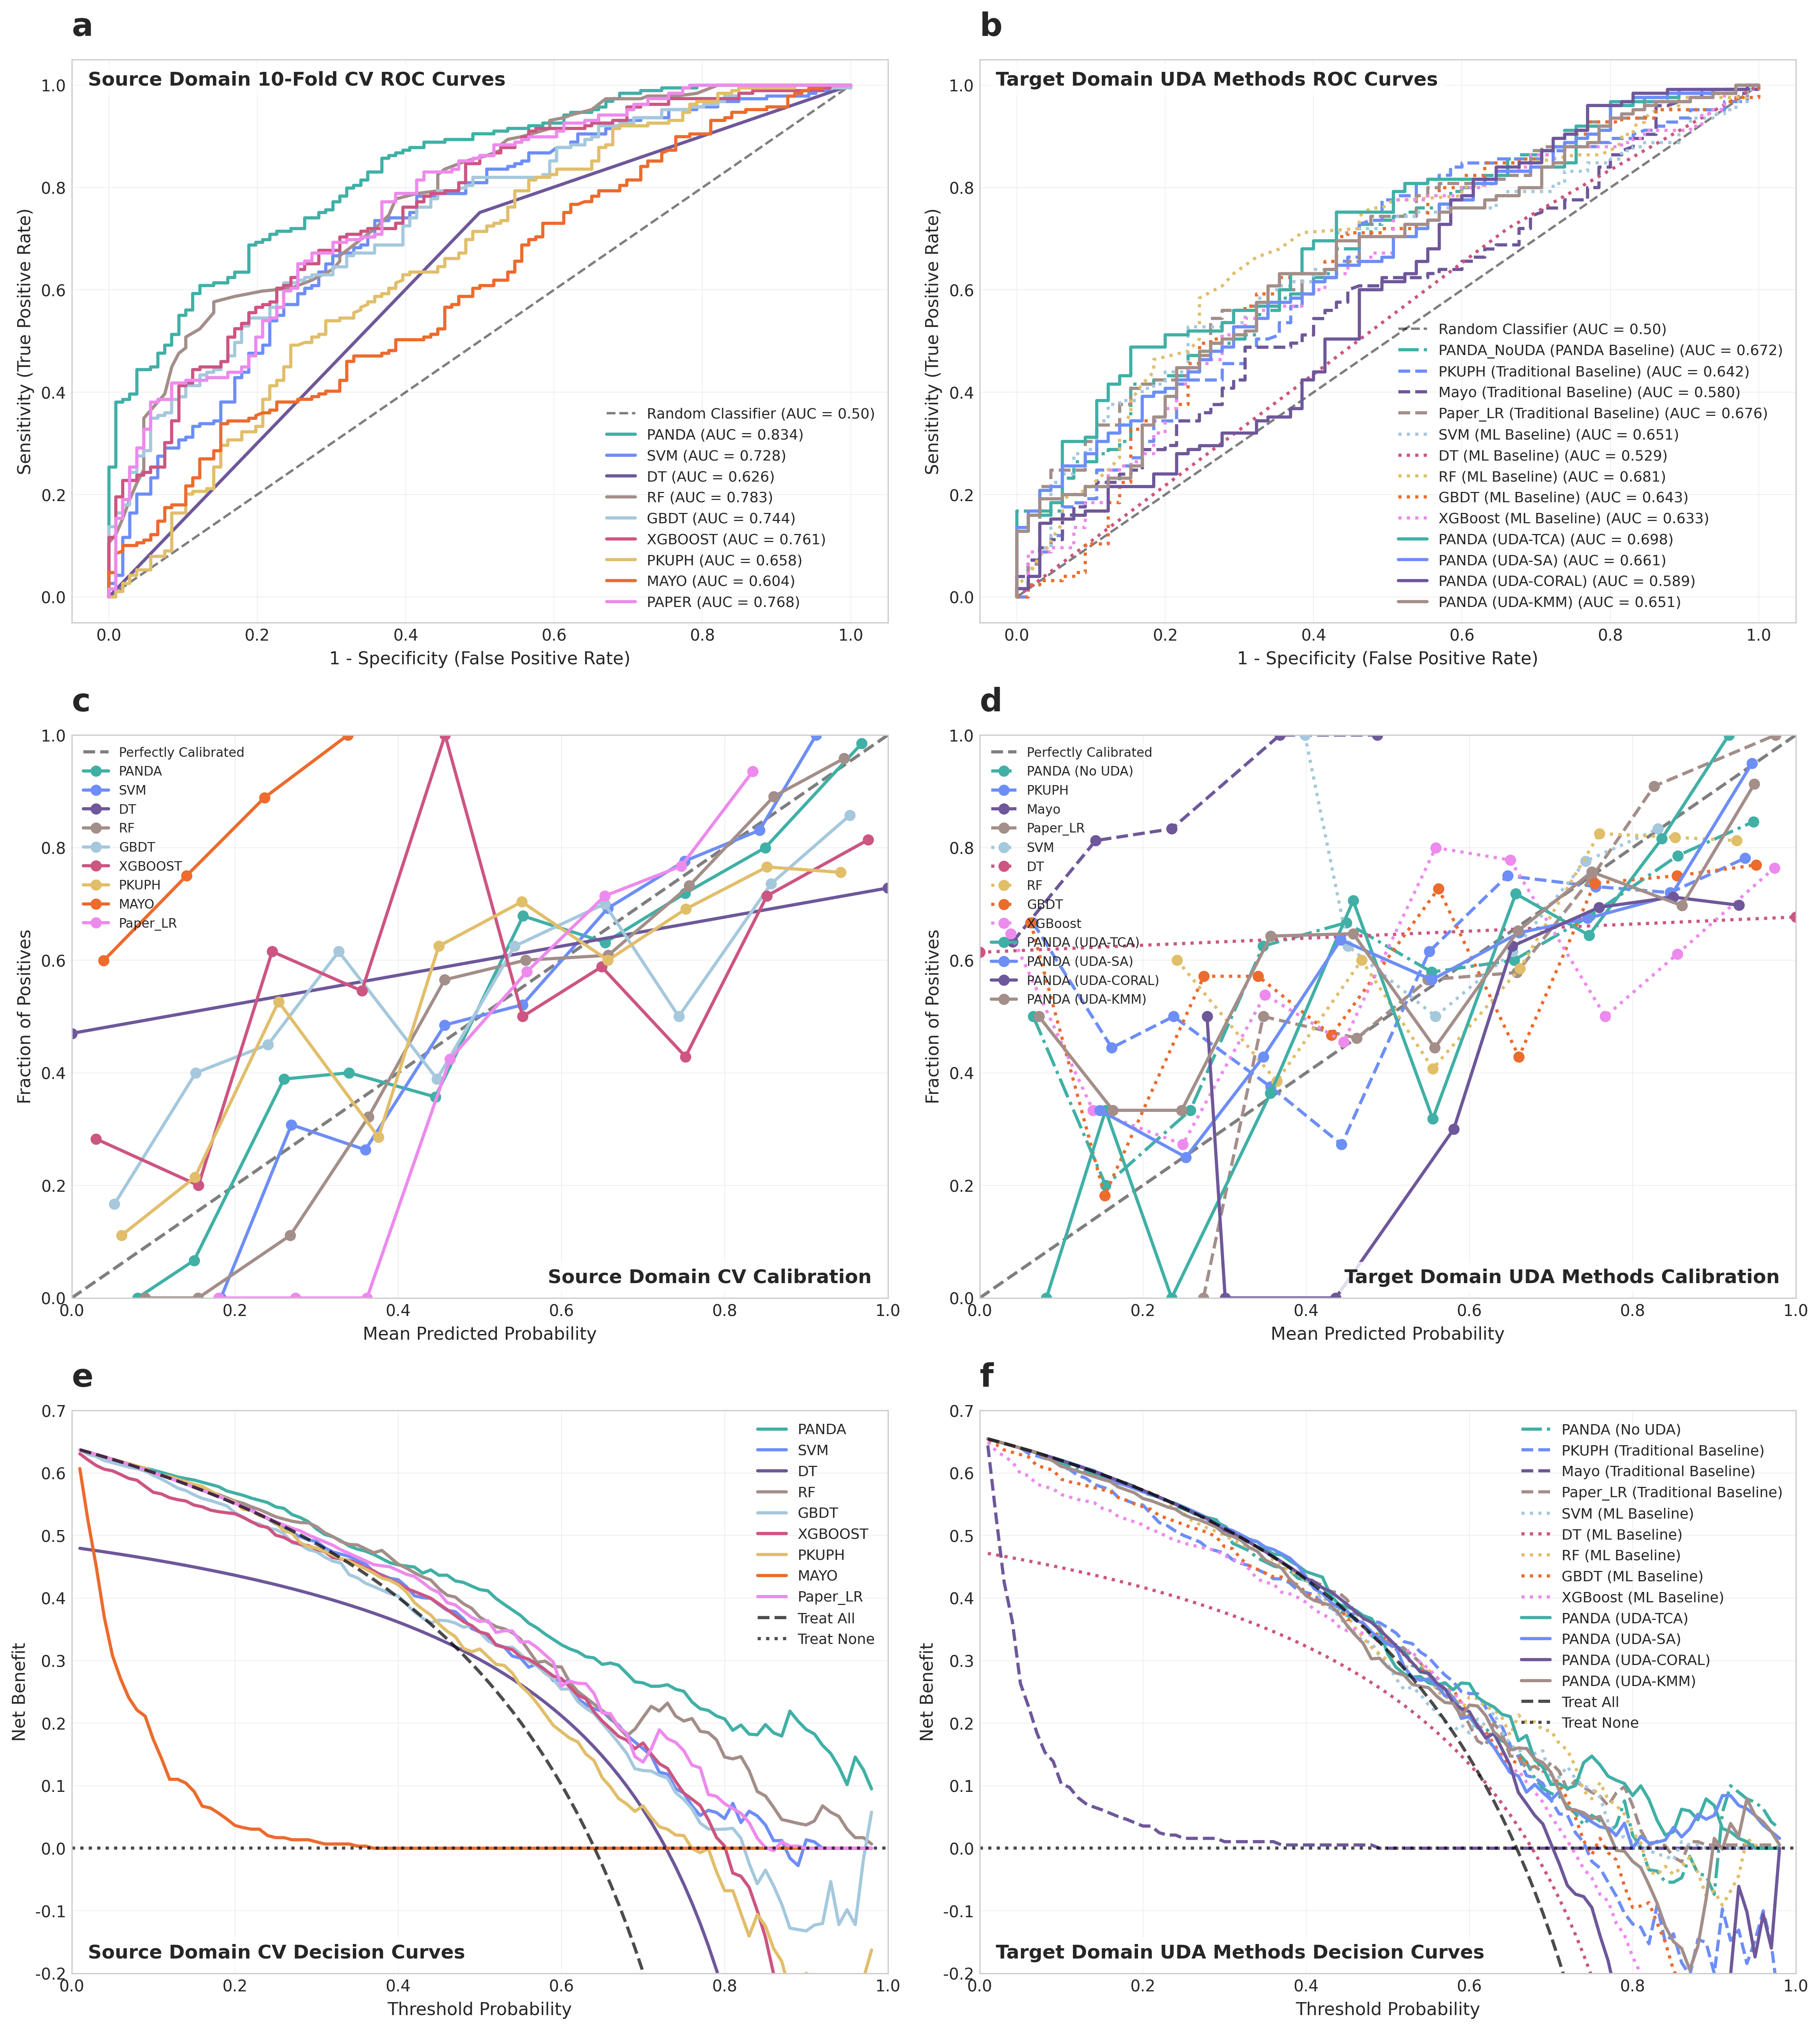 a
Source Domain 10-Fold CV ROC Curves
1.0
0.8
0.6
0.4
0.2
0.0
Sensitivity (True Positive Rate)
Random Classifier (AUC = 0.50)
PANDA (AUC = 0.834)
SVM (AUC = 0.728)
DT (AUC = 0.626)
RF (AUC = 0.783)
GBDT (AUC = 0.744)
XGBOOST (AUC = 0.761)
PKUPH (AUC = 0.658)
MAYO (AUC = 0.604)
PAPER (AUC = 0.768)
0.0 0.2 0.4 0.6 0.8 1.0
1 - Specificity (False Positive Rate)
b
Target Domain UDA Methods ROC Curves
1.0
0.8
0.6
0.4
0.2
0.0
Sensitivity (True Positive Rate)
Random Classifier (AUC = 0.50)
PANDA_NoUDA (PANDA Baseline) (AUC = 0.672)
PKUPH (Traditional Baseline) (AUC = 0.642)
Mayo (Traditional Baseline) (AUC = 0.580)
Paper_LR (Traditional Baseline) (AUC = 0.676)
SVM (ML Baseline) (AUC = 0.651)
DT (ML Baseline) (AUC = 0.529)
RF (ML Baseline) (AUC = 0.681)
GBDT (ML Baseline) (AUC = 0.643)
XGBoost (ML Baseline) (AUC = 0.633)
PANDA (UDA-TCA) (AUC = 0.698)
PANDA (UDA-SA) (AUC = 0.661)
PANDA (UDA-CORAL) (AUC = 0.589)
PANDA (UDA-KMM) (AUC = 0.651)
0.0 0.2 0.4 0.6 0.8 1.0
1 - Specificity (False Positive Rate)
c
1.0
0.8
0.6
0.4
0.2
0.0
Fraction of Positives
Perfectly Calibrated
PANDA
SVM
DT
RF
GBDT
XGBOOST
PKUPH
MAYO
Paper_LR
Source Domain CV Calibration
0.0 0.2 0.4 0.6 0.8 1.0
Mean Predicted Probability
d
1.0
0.8
0.6
0.4
0.2
0.0
Fraction of Positives
Perfectly Calibrated
PANDA (No UDA)
PKUPH
Mayo
Paper_LR
SVM
DT
RF
GBDT
XGBoost
PANDA (UDA-TCA)
PANDA (UDA-SA)
PANDA (UDA-CORAL)
PANDA (UDA-KMM)
Target Domain UDA Methods Calibration
0.0 0.2 0.4 0.6 0.8 1.0
Mean Predicted Probability
e
0.7
0.6
0.5
0.4
0.3
0.2
0.1
0.0
-0.1
-0.2
Net Benefit
PANDA
SVM
DT
RF
GBDT
XGBOOST
PKUPH
MAYO
Paper_LR
Treat All
Treat None
Source Domain CV Decision Curves
0.0 0.2 0.4 0.6 0.8 1.0
Threshold Probability
f
0.7
0.6
0.5
0.4
0.3
0.2
0.1
0.0
-0.1
-0.2
Net Benefit
PANDA (No UDA)
PKUPH (Traditional Baseline)
Mayo (Traditional Baseline)
Paper_LR (Traditional Baseline)
SVM (ML Baseline)
DT (ML Baseline)
RF (ML Baseline)
GBDT (ML Baseline)
XGBoost (ML Baseline)
PANDA (UDA-TCA)
PANDA (UDA-SA)
PANDA (UDA-CORAL)
PANDA (UDA-KMM)
Treat All
Treat None
Target Domain UDA Methods Decision Curves
0.0 0.2 0.4 0.6 0.8 1.0
Threshold Probability